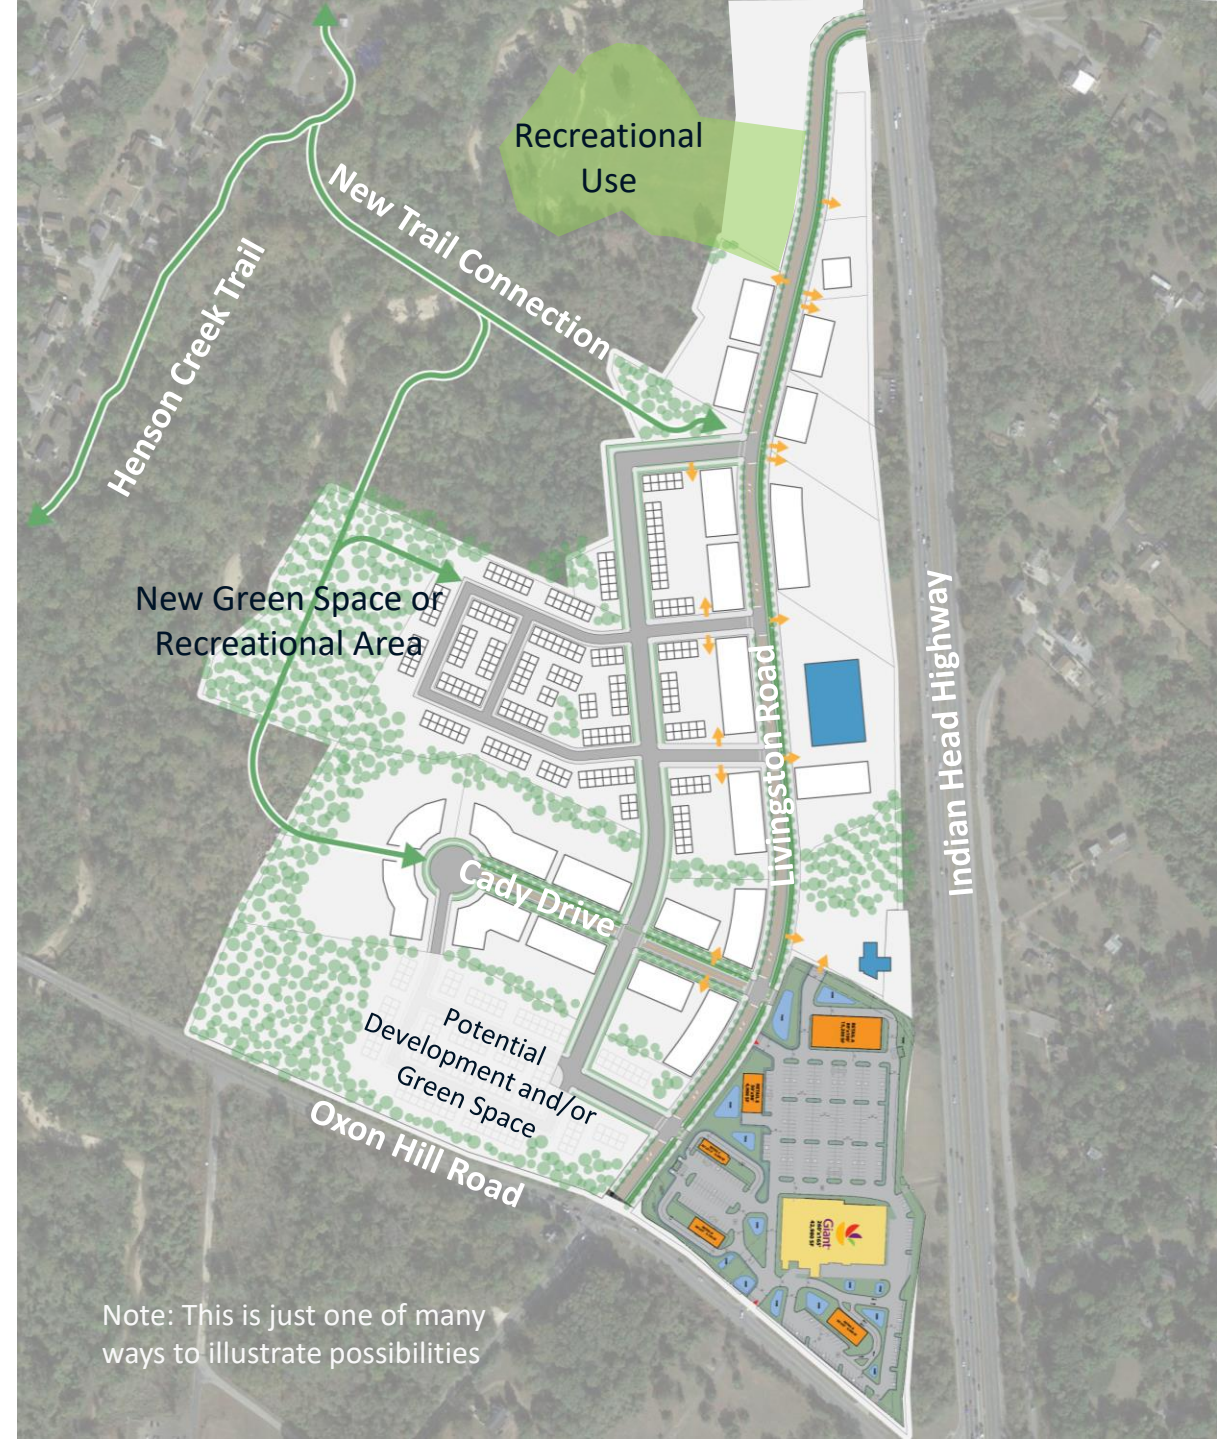 Recreational
Use
New Trail Connection
Henson Creek Trail
New Green Space or
Recreational Area
Livingston Road
Indian Head Highway
Cady Drive
Potential
Development and/or
Green Space
Oxon Hill Road
Giant
Note: This is just one of many
ways to illustrate possibilities